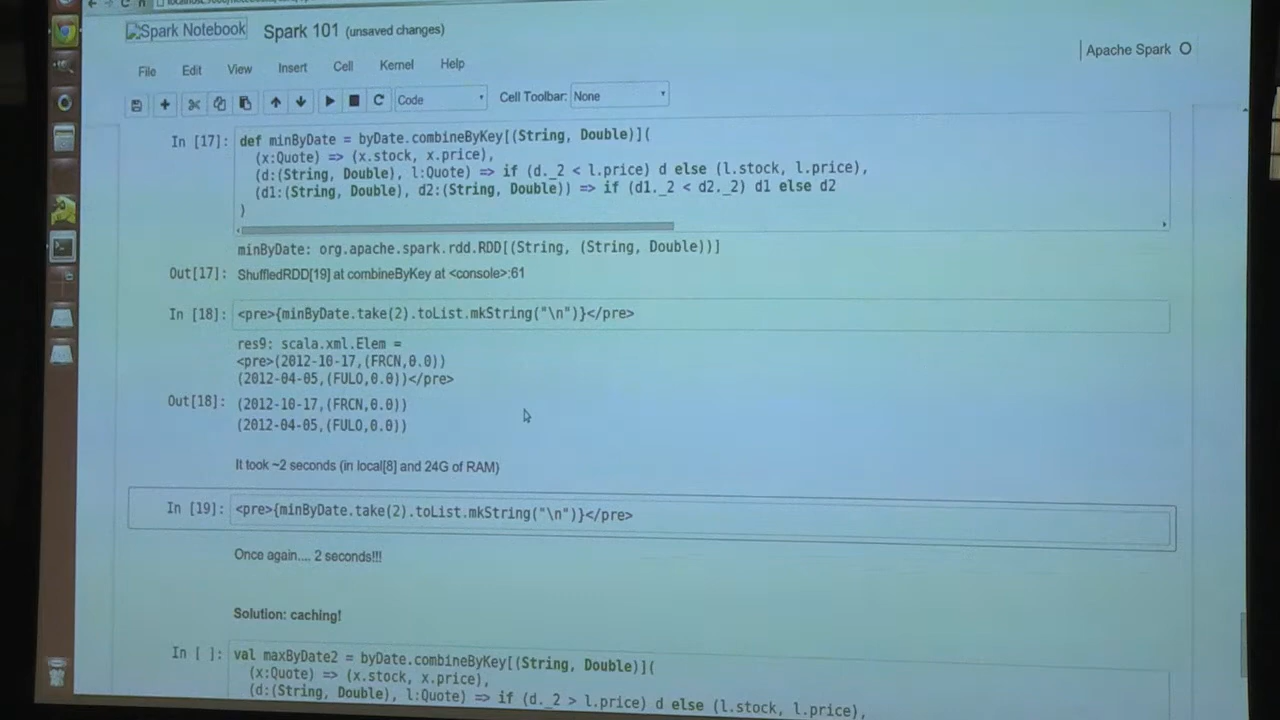 Spark Notebook Spark 101 (unsaved changes)
Apache Spark
File Edit View Insert Cell Kernel Help
Code Cell Toolbar: None
In [17]: def minByDate = byDate.combineByKey[(String, Double)](
(x:Quote) => (x.stock, x.price),
(d:(String, Double), l:Quote) => if (d._2 < l.price) d else (l.stock, l.price),
(d1:(String, Double), d2:(String, Double)) => if (d1._2 < d2._2) d1 else d2
)
minByDate: org.apache.spark.rdd.RDD[(String, (String, Double))]
Out[17]: ShuffledRDD[19] at combineByKey at <console>:61
In [18]: <pre>{minByDate.take(2).toList.mkString("\n")}</pre>
res9: scala.xml.Elem =
<pre>(2012-10-17,(FRCN,0.0))
(2012-04-05,(FULO,0.0))</pre>
Out[18]: (2012-10-17,(FRCN,0.0))
(2012-04-05,(FULO,0.0))
It took ~2 seconds (in local[8] and 24G of RAM)
In [19]: <pre>{minByDate.take(2).toList.mkString("\n")}</pre>
Once again.... 2 seconds!!!
Solution: caching!
In [ ]: val maxByDate2 = byDate.combineByKey[(String, Double)](
(x:Quote) => (x.stock, x.price),
(d:(String, Double), l:Quote) => if (d._2 > l.price) d else (l.stock, l.price),